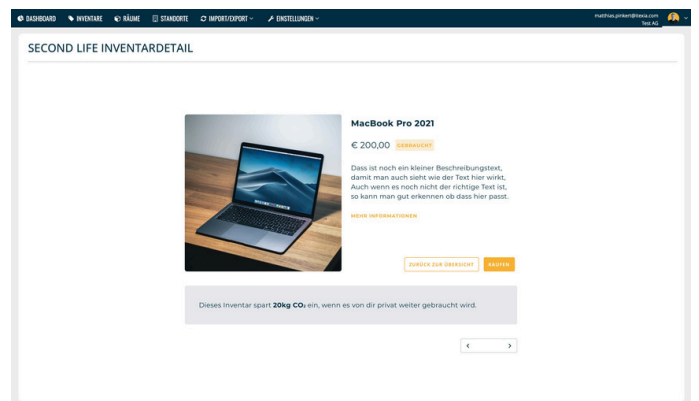 DASHBOARD INVENTARE RÄUME STANDORTE IMPORT/EXPORT EINSTELLUNGEN
matthias.pinkert@nexia.com
Test AG
SECOND LIFE INVENTARDETAIL
MacBook Pro 2021
€ 200,00 GEBRAUCHT
Dass ist noch ein kleiner Beschreibungstext,
damit man auch sieht wie der Text hier wirkt.
Auch wenn es noch nicht der richtige Text ist,
so kann man gut erkennen ob dass hier passt.
MEHR INFORMATIONEN
ZURÜCK ZUR ÜBERSICHT KAUFEN
Dieses Inventar spart 20kg CO₂ ein, wenn es von dir privat weiter gebraucht wird.